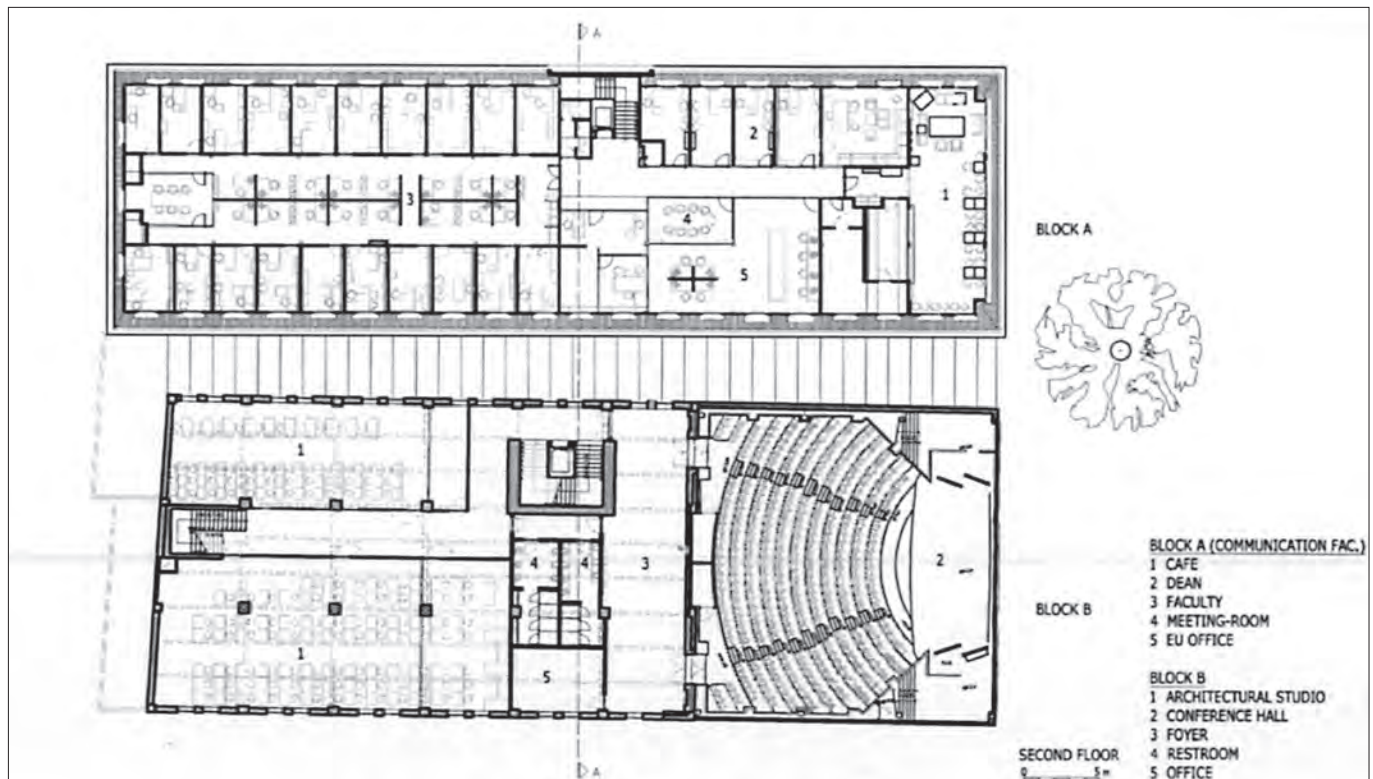 A
2
3
4
1
5
BLOCK A
1
4
4
3
2
1
5
BLOCK B
BLOCK A (COMMUNICATION FAC.)
1 CAFE
2 DEAN
3 FACULTY
4 MEETING-ROOM
5 EU OFFICE
BLOCK B
1 ARCHITECTURAL STUDIO
2 CONFERENCE HALL
3 FOYER
4 RESTROOM
5 OFFICE
SECOND FLOOR
0 5 m
A